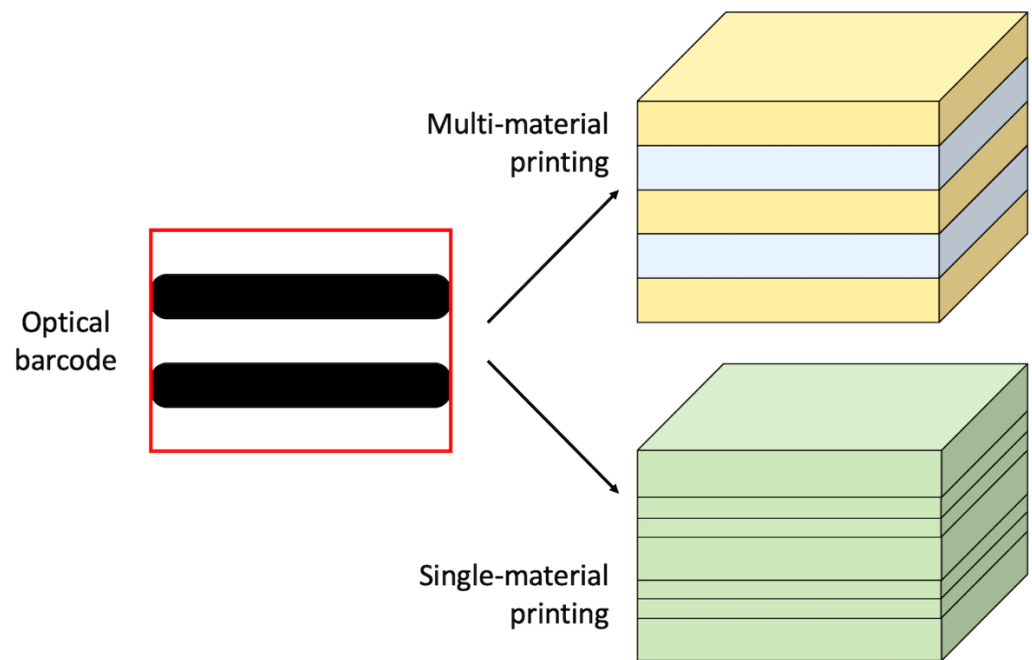 Multi-material
printing
Optical
barcode
Single-material
printing